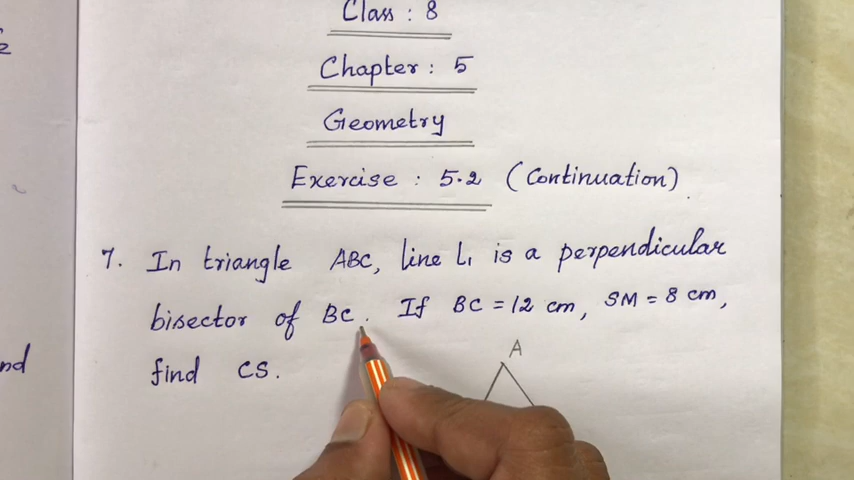 Class : 8
Chapter : 5
Geometry
Exercise : 5.2 (Continuation)
7. In triangle ABC, line L1 is a perpendicular
bisector of BC. If BC = 12 cm, SM = 8 cm,
find CS.
A